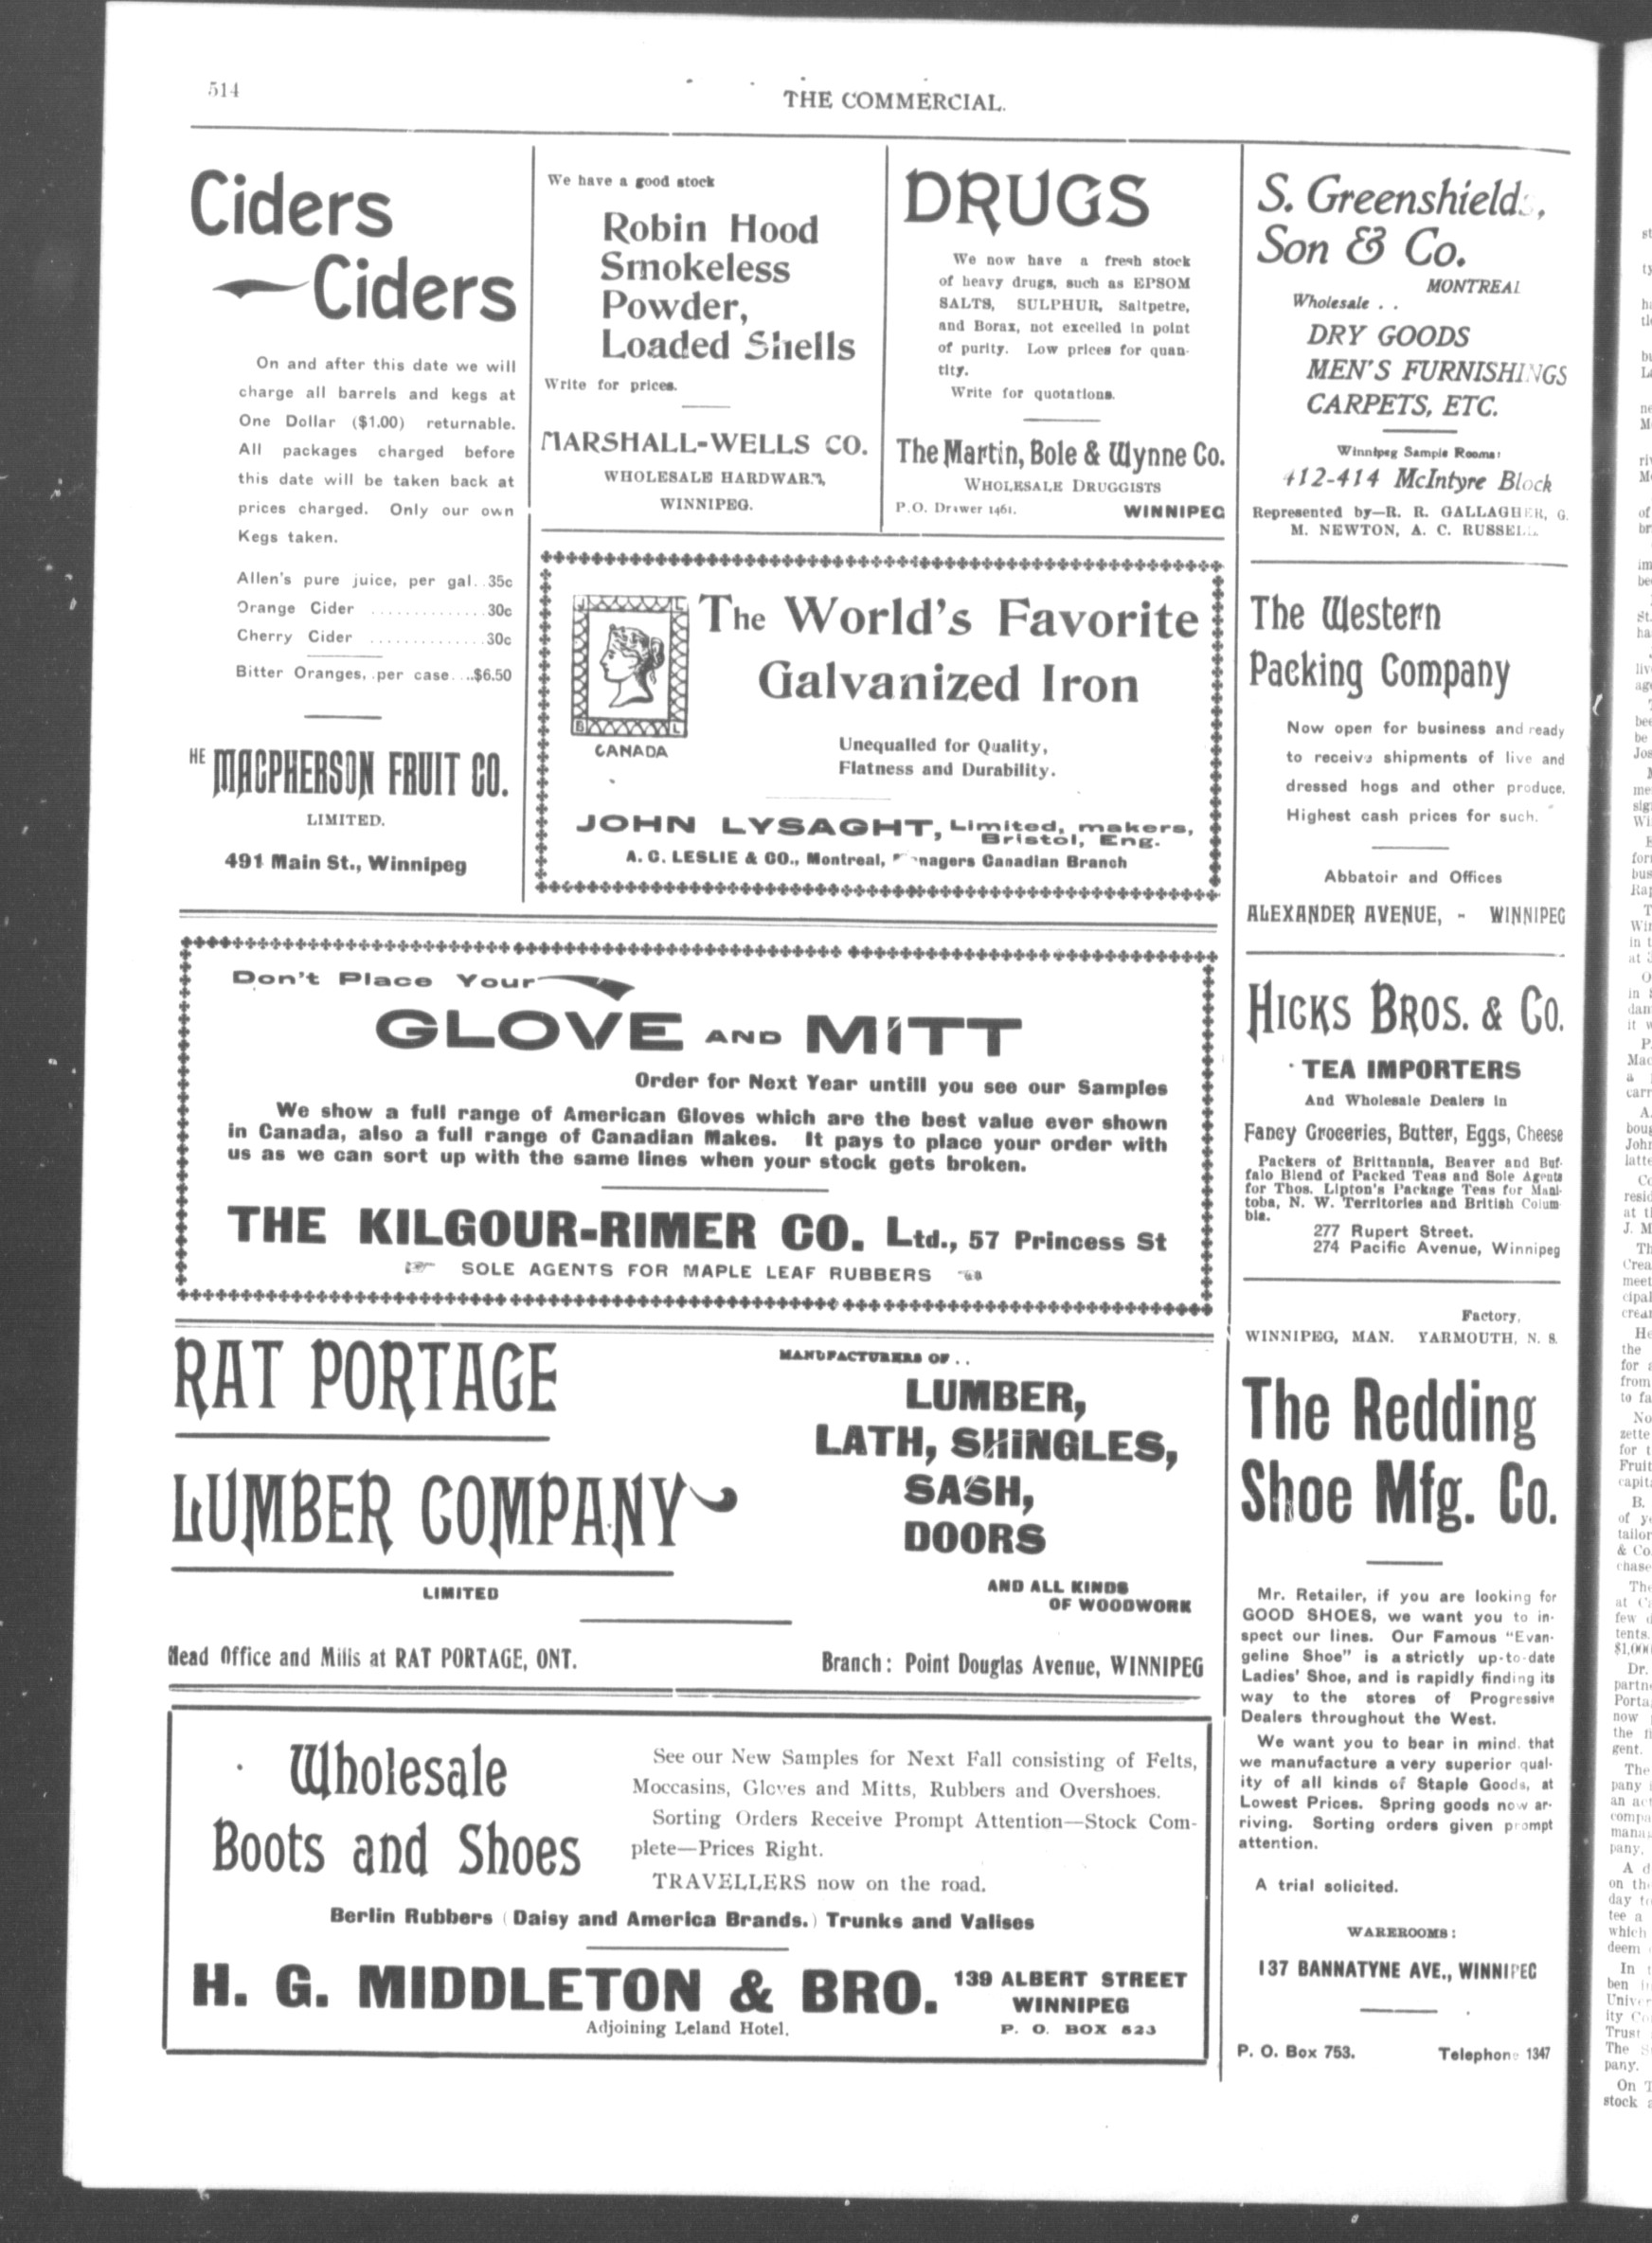 514
THE COMMERCIAL.
Ciders
Ciders
On and after this date we will
charge all barrels and kegs at
One Dollar ($1.00) returnable.
All packages charged before
this date will be taken back at
prices charged. Only our own
Kegs taken.
Allen's pure juice, per gal..35c
Orange Cider .............30c
Cherry Cider .............30c
Bitter Oranges, per case...$6.50
HE MACPHERSON FRUIT CO.
LIMITED.
491 Main St., Winnipeg
We have a good stock
Robin Hood
Smokeless
Powder,
Loaded Shells
Write for prices.
MARSHALL-WELLS CO.
WHOLESALE HARDWARE,
WINNIPEG.
DRUGS
We now have a fresh stock
of heavy drugs, such as EPSOM
SALTS, SULPHUR, Saltpetre,
and Borax, not excelled in point
of purity. Low prices for quan-
tity.
Write for quotations.
The Martin, Bole & Wynne Co.
WHOLESALE DRUGGISTS
P.O. Drawer 1461. WINNIPEG
J L
The World's Favorite
Galvanized Iron
B L
CANADA
Unequalled for Quality,
Flatness and Durability.
JOHN LYSAGHT, Limited, makers,
Bristol, Eng.
A. C. LESLIE & CO., Montreal, Managers Canadian Branch
Don't Place Your
GLOVE AND MITT
Order for Next Year untill you see our Samples
We show a full range of American Gloves which are the best value ever shown
in Canada, also a full range of Canadian Makes. It pays to place your order with
us as we can sort up with the same lines when your stock gets broken.
THE KILGOUR-RIMER CO. Ltd., 57 Princess St
SOLE AGENTS FOR MAPLE LEAF RUBBERS
RAT PORTAGE
LUMBER COMPANY
LIMITED
MANUFACTURERS OF . .
LUMBER,
LATH, SHINGLES,
SASH,
DOORS
AND ALL KINDS
OF WOODWORK
Head Office and Mills at RAT PORTAGE, ONT.
Branch: Point Douglas Avenue, WINNIPEG
Wholesale
Boots and Shoes
See our New Samples for Next Fall consisting of Felts,
Moccasins, Gloves and Mitts, Rubbers and Overshoes.
Sorting Orders Receive Prompt Attention—Stock Com-
plete—Prices Right.
TRAVELLERS now on the road.
Berlin Rubbers (Daisy and America Brands.) Trunks and Valises
H. G. MIDDLETON & BRO.
139 ALBERT STREET
WINNIPEG
Adjoining Leland Hotel.
P. O. BOX 523
S. Greenshields,
Son & Co.
MONTREAL
Wholesale . .
DRY GOODS
MEN'S FURNISHINGS
CARPETS, ETC.
Winnipeg Sample Rooms:
412-414 McIntyre Block
Represented by—R. R. GALLAGHER, G.
M. NEWTON, A. C. RUSSELL.
The Western
Packing Company
Now open for business and ready
to receive shipments of live and
dressed hogs and other produce.
Highest cash prices for such.
Abbatoir and Offices
ALEXANDER AVENUE, - WINNIPEG
HICKS BROS. & CO.
TEA IMPORTERS
And Wholesale Dealers in
Fancy Groceries, Butter, Eggs, Cheese
Packers of Brittannia, Beaver and Buf-
falo Blend of Packed Teas and Sole Agents
for Thos. Lipton's Package Teas for Mani-
toba, N. W. Territories and British Colum-
bia.
277 Rupert Street.
274 Pacific Avenue, Winnipeg
Factory,
WINNIPEG, MAN. YARMOUTH, N. S.
The Redding
Shoe Mfg. Co.
Mr. Retailer, if you are looking for
GOOD SHOES, we want you to in-
spect our lines. Our Famous "Evan-
geline Shoe" is a strictly up-to-date
Ladies' Shoe, and is rapidly finding its
way to the stores of Progressive
Dealers throughout the West.
We want you to bear in mind, that
we manufacture a very superior qual-
ity of all kinds of Staple Goods, at
Lowest Prices. Spring goods now ar-
riving. Sorting orders given prompt
attention.
A trial solicited.
WAREROOMS:
137 BANNATYNE AVE., WINNIPEG
P. O. Box 753. Telephone 1347